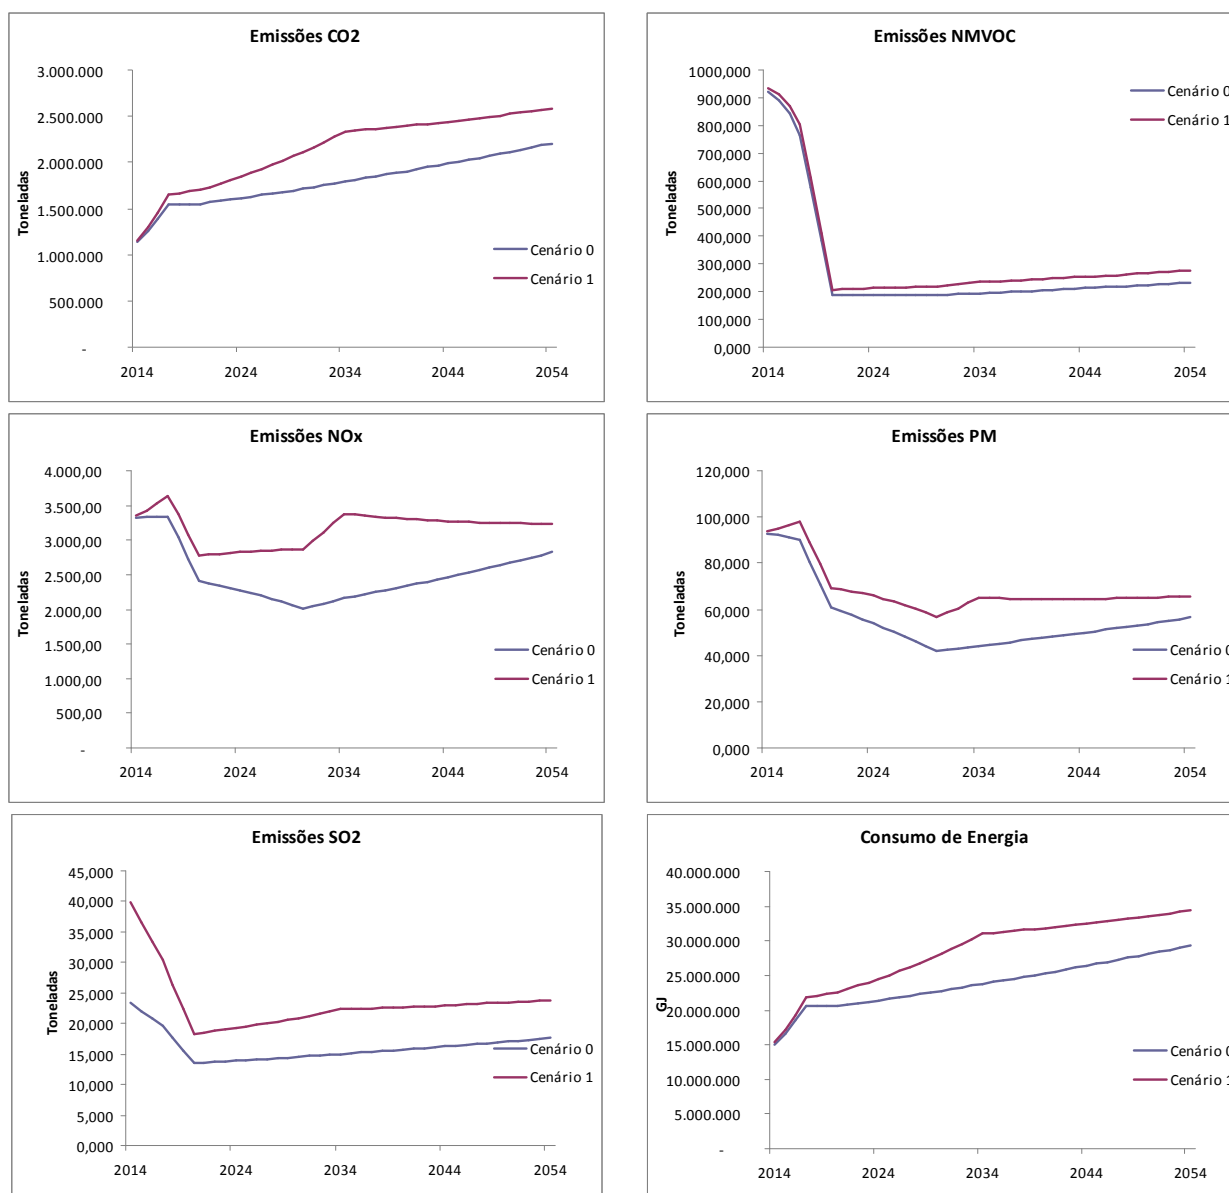 Emissões CO2
3.000.000
2.500.000
2.000.000
1.500.000
1.000.000
500.000
-
Toneladas
2014 2024 2034 2044 2054
Cenário 0
Cenário 1
Emissões NMVOC
1000,000
900,000
800,000
700,000
600,000
500,000
400,000
300,000
200,000
100,000
0,000
Toneladas
2014 2024 2034 2044 2054
Cenário 0
Cenário 1
Emissões NOx
4.000,00
3.500,00
3.000,00
2.500,00
2.000,00
1.500,00
1.000,00
500,00
-
Toneladas
2014 2024 2034 2044 2054
Cenário 0
Cenário 1
Emissões PM
120,000
100,000
80,000
60,000
40,000
20,000
0,000
Toneladas
2014 2024 2034 2044 2054
Cenário 0
Cenário 1
Emissões SO2
45,000
40,000
35,000
30,000
25,000
20,000
15,000
10,000
5,000
0,000
Toneladas
2014 2024 2034 2044 2054
Cenário 0
Cenário 1
Consumo de Energia
40.000.000
35.000.000
30.000.000
25.000.000
20.000.000
15.000.000
10.000.000
5.000.000
-
GJ
2014 2024 2034 2044 2054
Cenário 0
Cenário 1